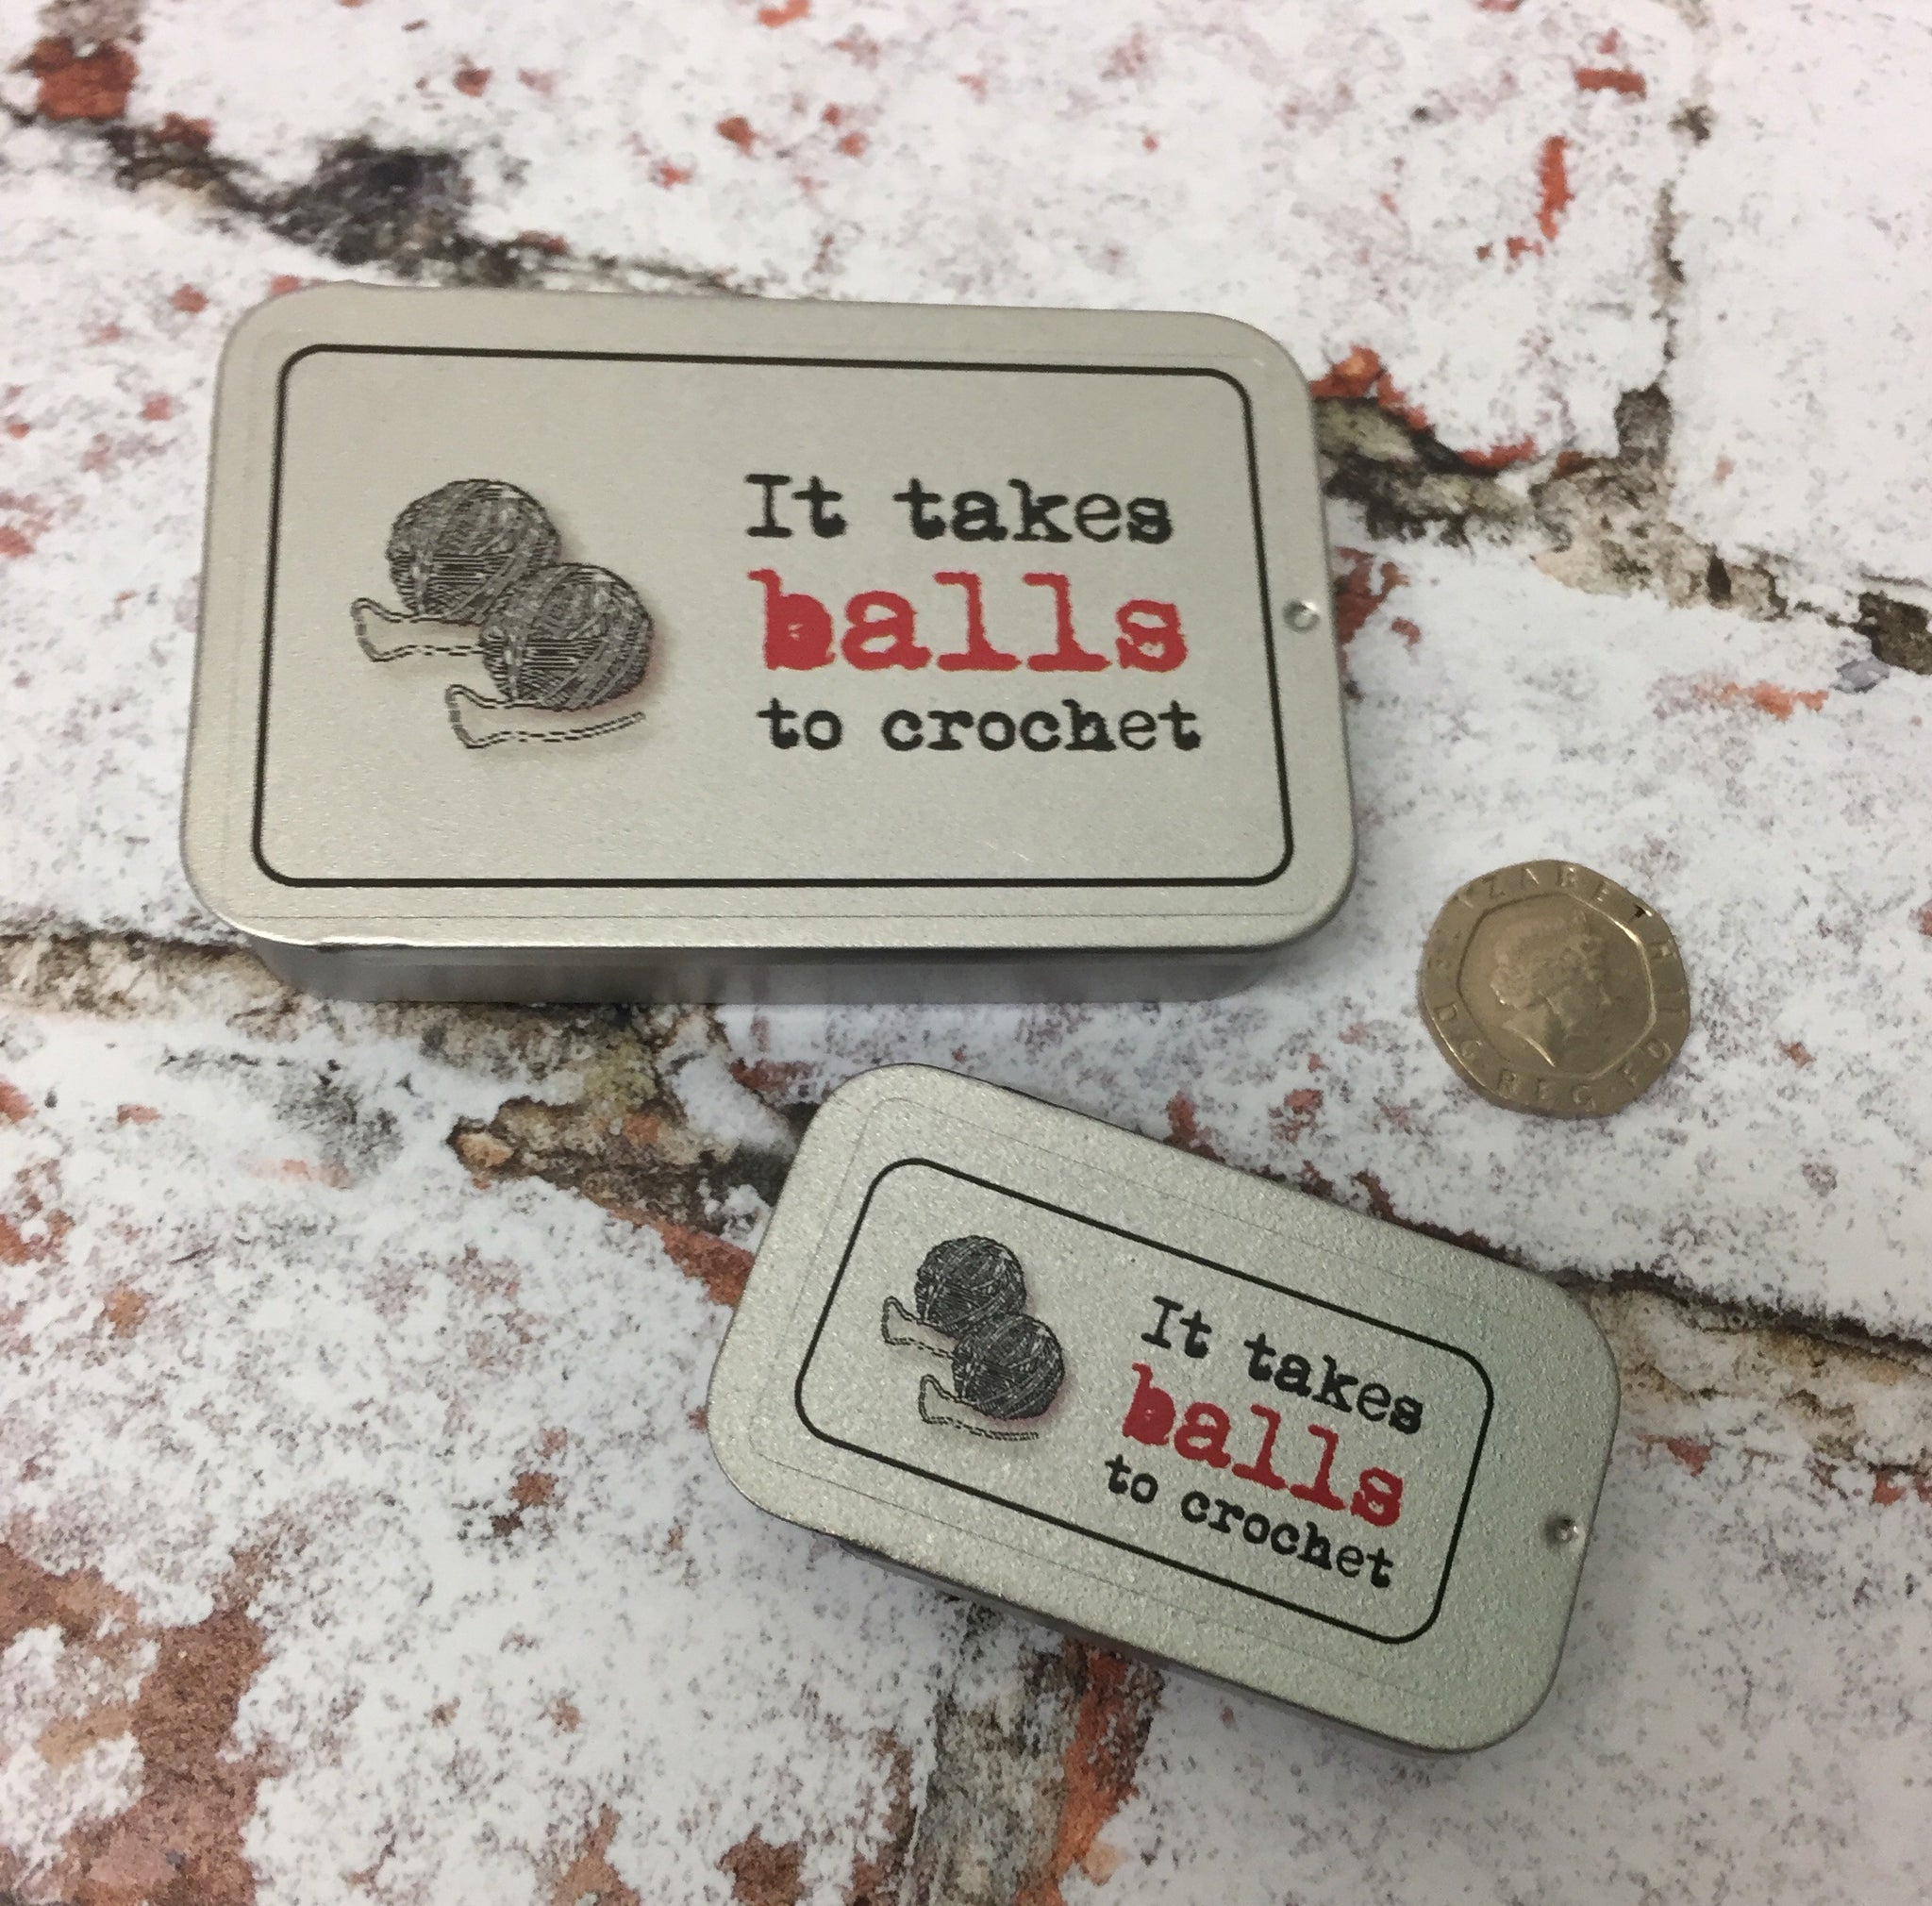 It takes
balls
to crochet
It takes
balls
to crochet